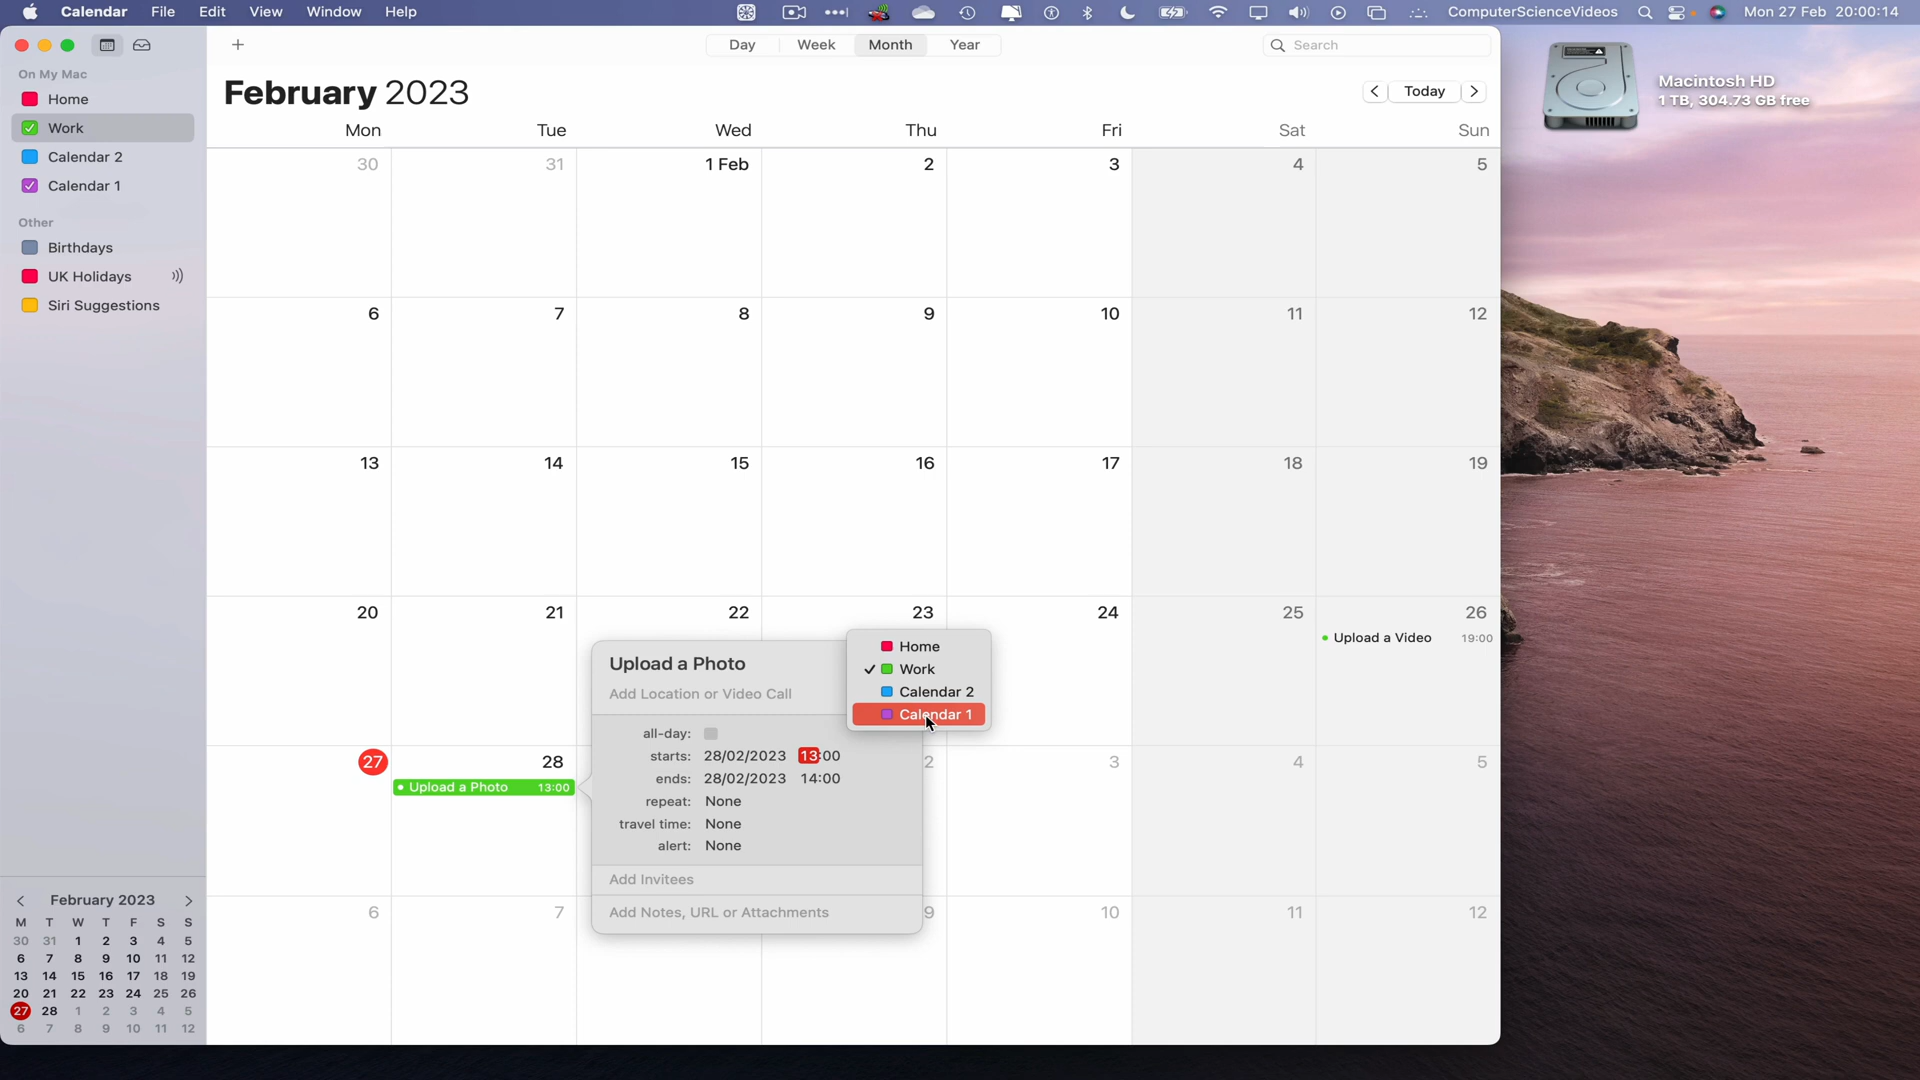 Calendar File Edit View Window Help ComputerScienceVideos Mon 27 Feb 20:00:14
Day Week Month Year
Search
On My Mac
Home
Work
Calendar 2
Calendar 1
Other
Birthdays
UK Holidays
Siri Suggestions
February 2023
Today
Mon Tue Wed Thu Fri Sat Sun
30 31 1 Feb 2 3 4 5
6 7 8 9 10 11 12
13 14 15 16 17 18 19
20 21 22 23 24 25 26
Upload a Video 19:00
27 28 2 3 4 5
Upload a Photo 13:00
6 7 9 10 11 12
Upload a Photo
Add Location or Video Call
all-day:
starts: 28/02/2023 13:00
ends: 28/02/2023 14:00
repeat: None
travel time: None
alert: None
Add Invitees
Add Notes, URL or Attachments
Home
Work
Calendar 2
Calendar 1
February 2023
M T W T F S S
30 31 1 2 3 4 5
6 7 8 9 10 11 12
13 14 15 16 17 18 19
20 21 22 23 24 25 26
27 28 1 2 3 4 5
6 7 8 9 10 11 12
Macintosh HD
1 TB, 304.73 GB free